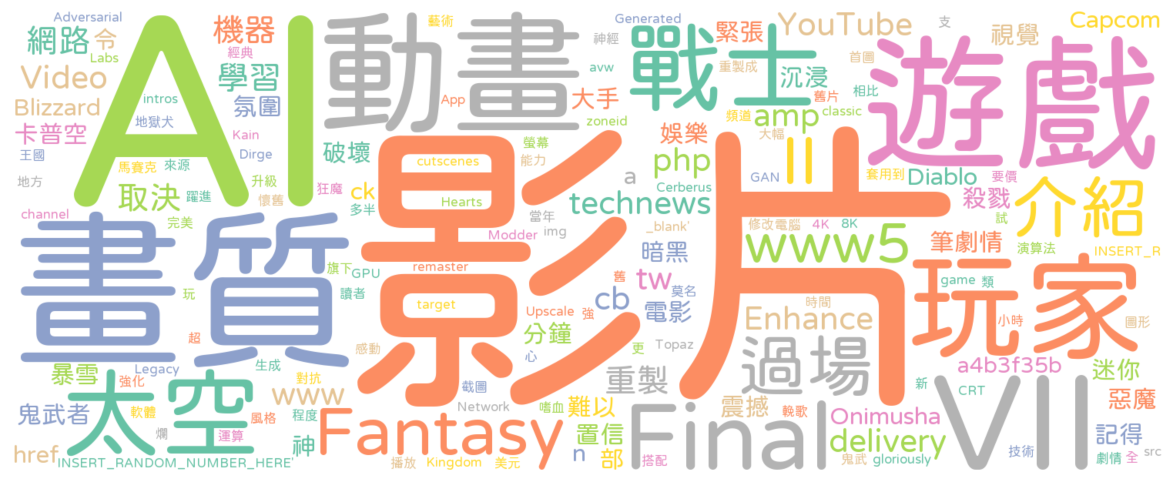 Adversarial
藝術
Generated
支
Capcom
網路
令
機器
AI
動畫
神經
戰士
緊張
YouTube
視覺
遊戲
Labs
經典
avw
重製成
首圖
Video
學習
App
大手
沉浸
舊片
相比
Blizzard
intros
氛圍
zoneid
amp
頻道
classic
卡普空
地獄犬
Kain
破壞
娛樂
大幅
王國
馬賽克
來源
Dirge
影片
cutscenes
螢幕
能力
php
III
GAN
套用到
Diablo
要價
地方
取決
躍進
升級
狂魔
ck
a
Cerberus
殺戮
介紹
懷舊
多半
Hearts
technews
試
channel
完美
當年
img
_blank'
修改電腦
4K
8K
筆劇情
演算法
INSERT_R
畫質
Modder
暗黑
www5
旗下
GPU
remaster
tw
莫名
玩家
game
類
玩
讀者
target
cb
電影
時間
小時
圖形
超
Upscale
強
舊
Enhance
感動
分鐘
心
更
Topaz
過場
暴雪
Legacy
生成
對抗
重製
新
CRT
a4b3f35b
迷你
強化
太空
www
截圖
鬼武者
軟體
風格
程度
Network
嗜血
難以
震撼
輓歌
Onimusha
惡魔
爛
運算
神
Fantasy
置信
Final
VII
delivery
記得
href
INSERT_RANDOM_NUMBER_HERE'
播放
Kingdom
美元
n
部
搭配
鬼武
gloriously
技術
劇情
全
src